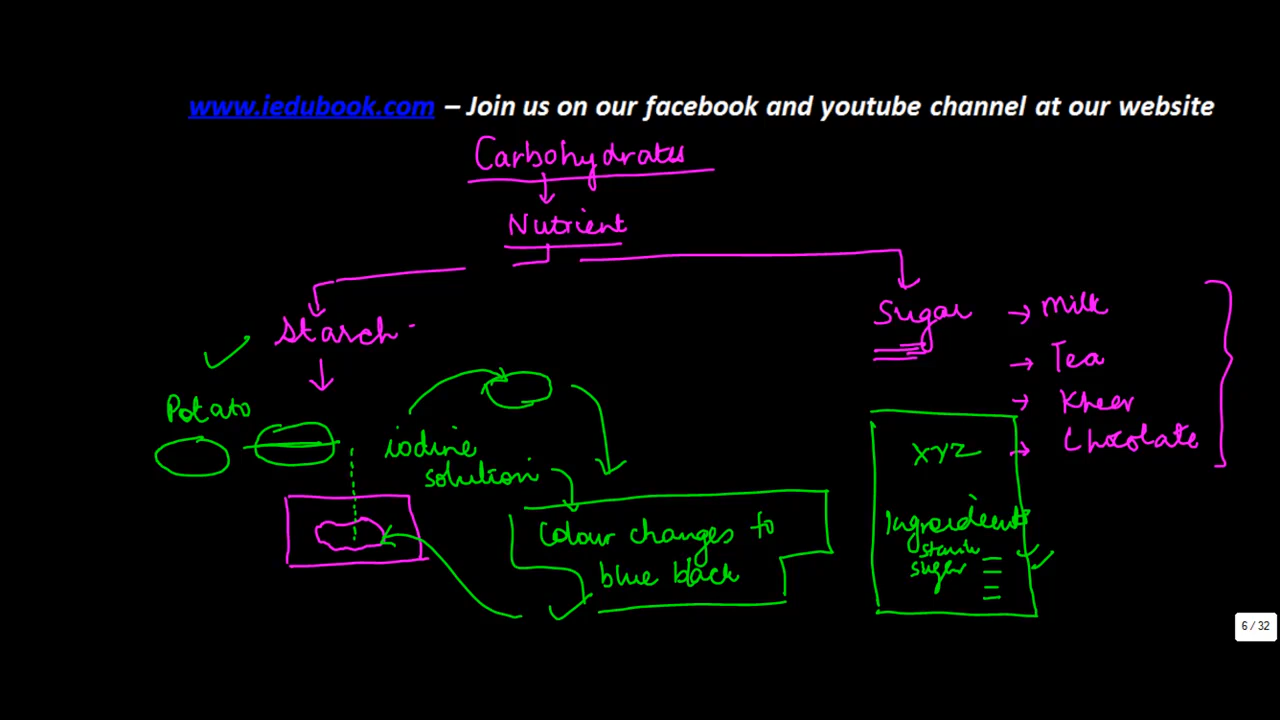 www.iedubook.com – Join us on our facebook and youtube channel at our website
Carbohydrates
Nutrient
Starch
Sugar
Milk
Tea
Kheer
Chocolate
Potato
iodine
solution
Colour changes to
blue black
XYZ
Ingredients
starch
sugar
6 / 32